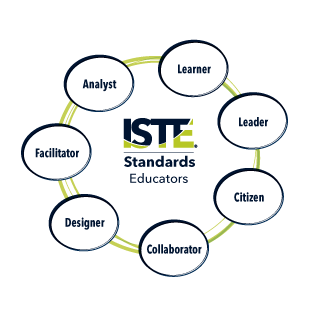 Learner
Analyst
Leader
ISTE®
Standards
Educators
Facilitator
Citizen
Designer
Collaborator